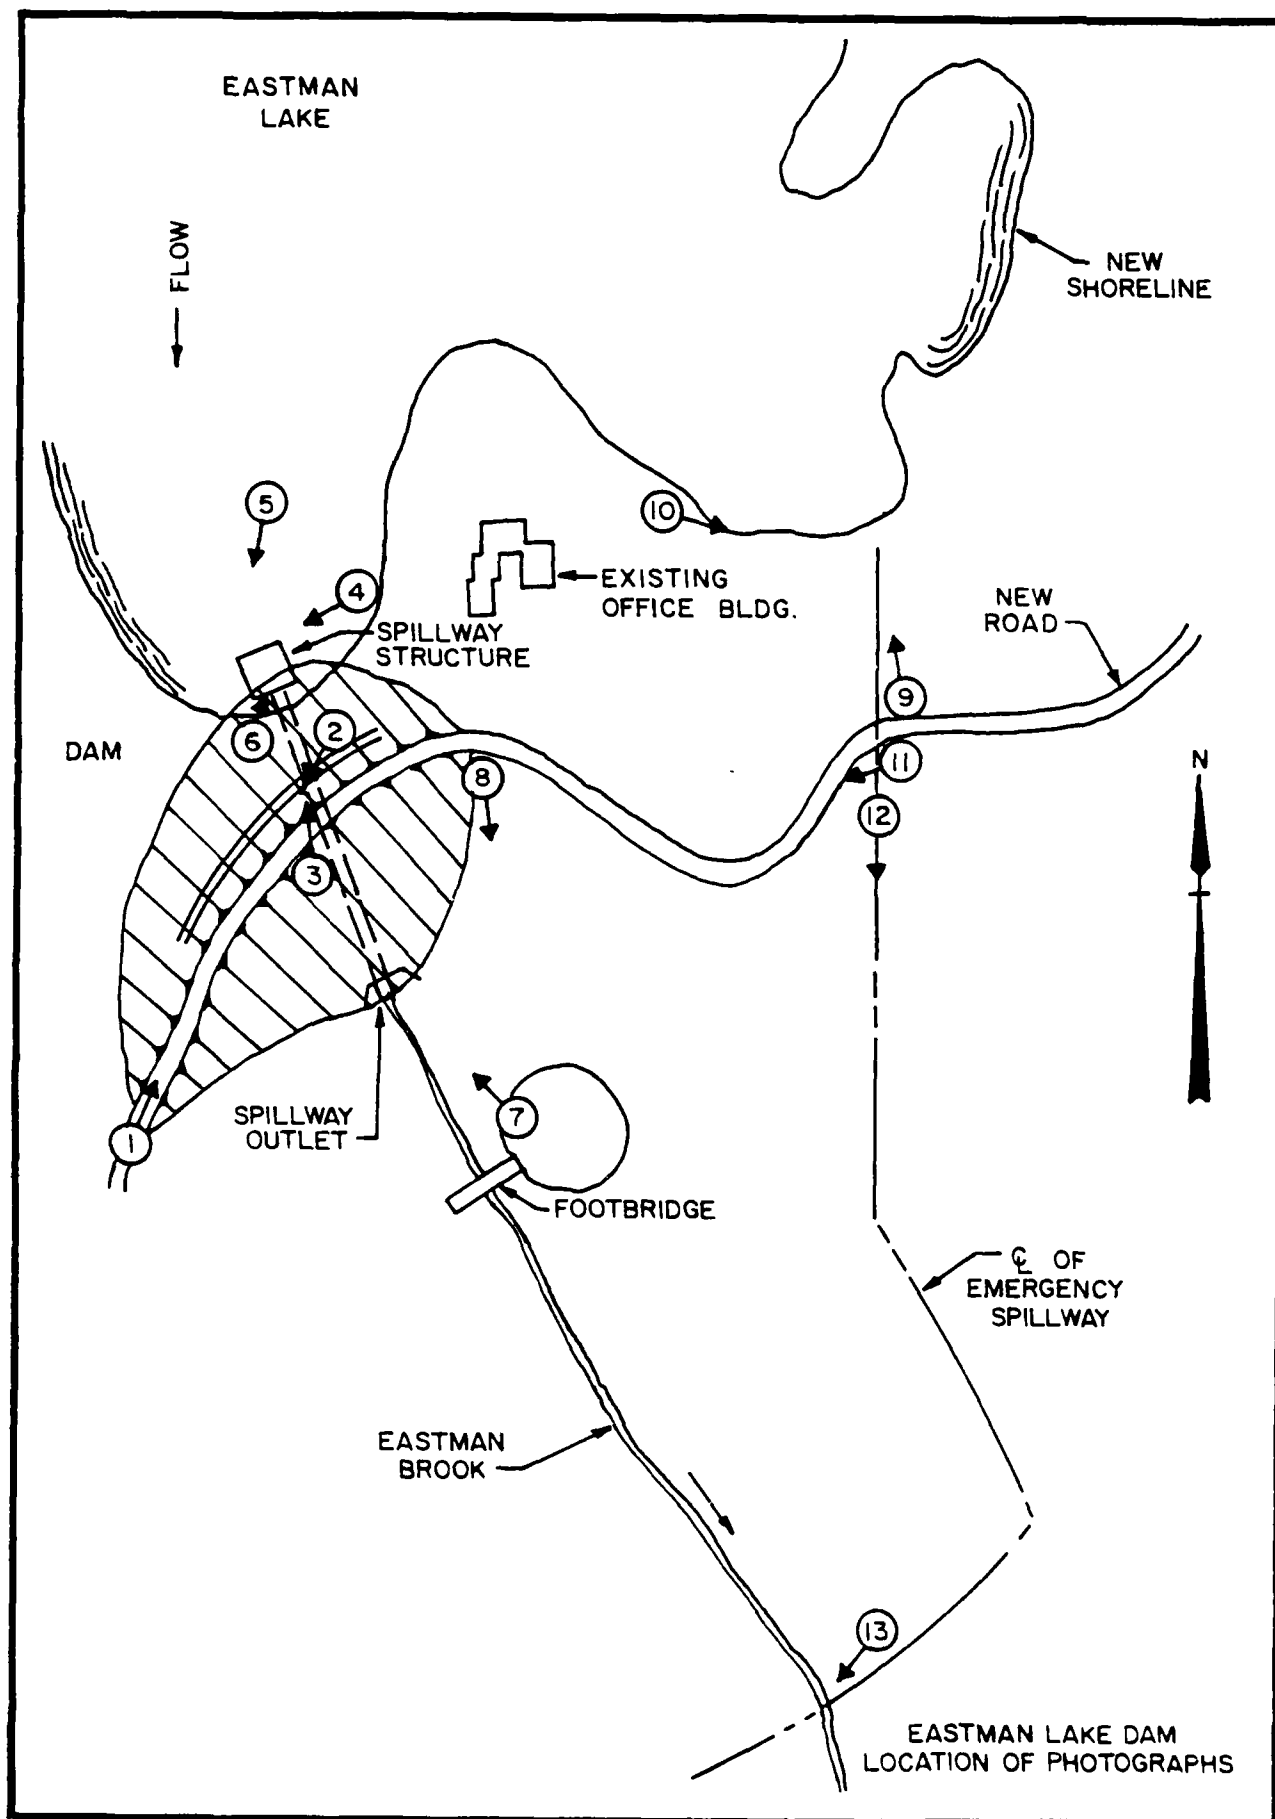 EASTMAN
LAKE
FLOW
NEW
SHORELINE
5
10
4
EXISTING
OFFICE BLDG.
NEW
ROAD
SPILLWAY
STRUCTURE
9
2
6
DAM
11
N
8
12
3
7
SPILLWAY
OUTLET
1
FOOTBRIDGE
℄ OF
EMERGENCY
SPILLWAY
EASTMAN
BROOK
13
EASTMAN LAKE DAM
LOCATION OF PHOTOGRAPHS